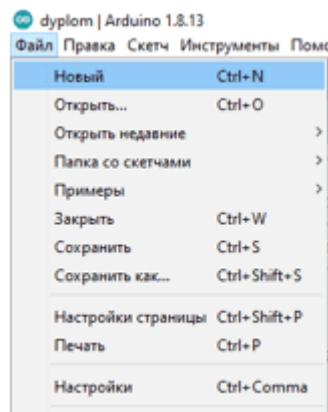 dyplom | Arduino 1.8.13
Файл Правка Скетч Инструменты
Новый Ctrl+N
Открыть... Ctrl+O
Открыть недавние >
Папка со скетчами >
Примеры >
Закрыть Ctrl+W
Сохранить Ctrl+S
Сохранить как... Ctrl+Shift+S
Настройки страницы Ctrl+Shift+P
Печать Ctrl+P
Настройки Ctrl+Comma